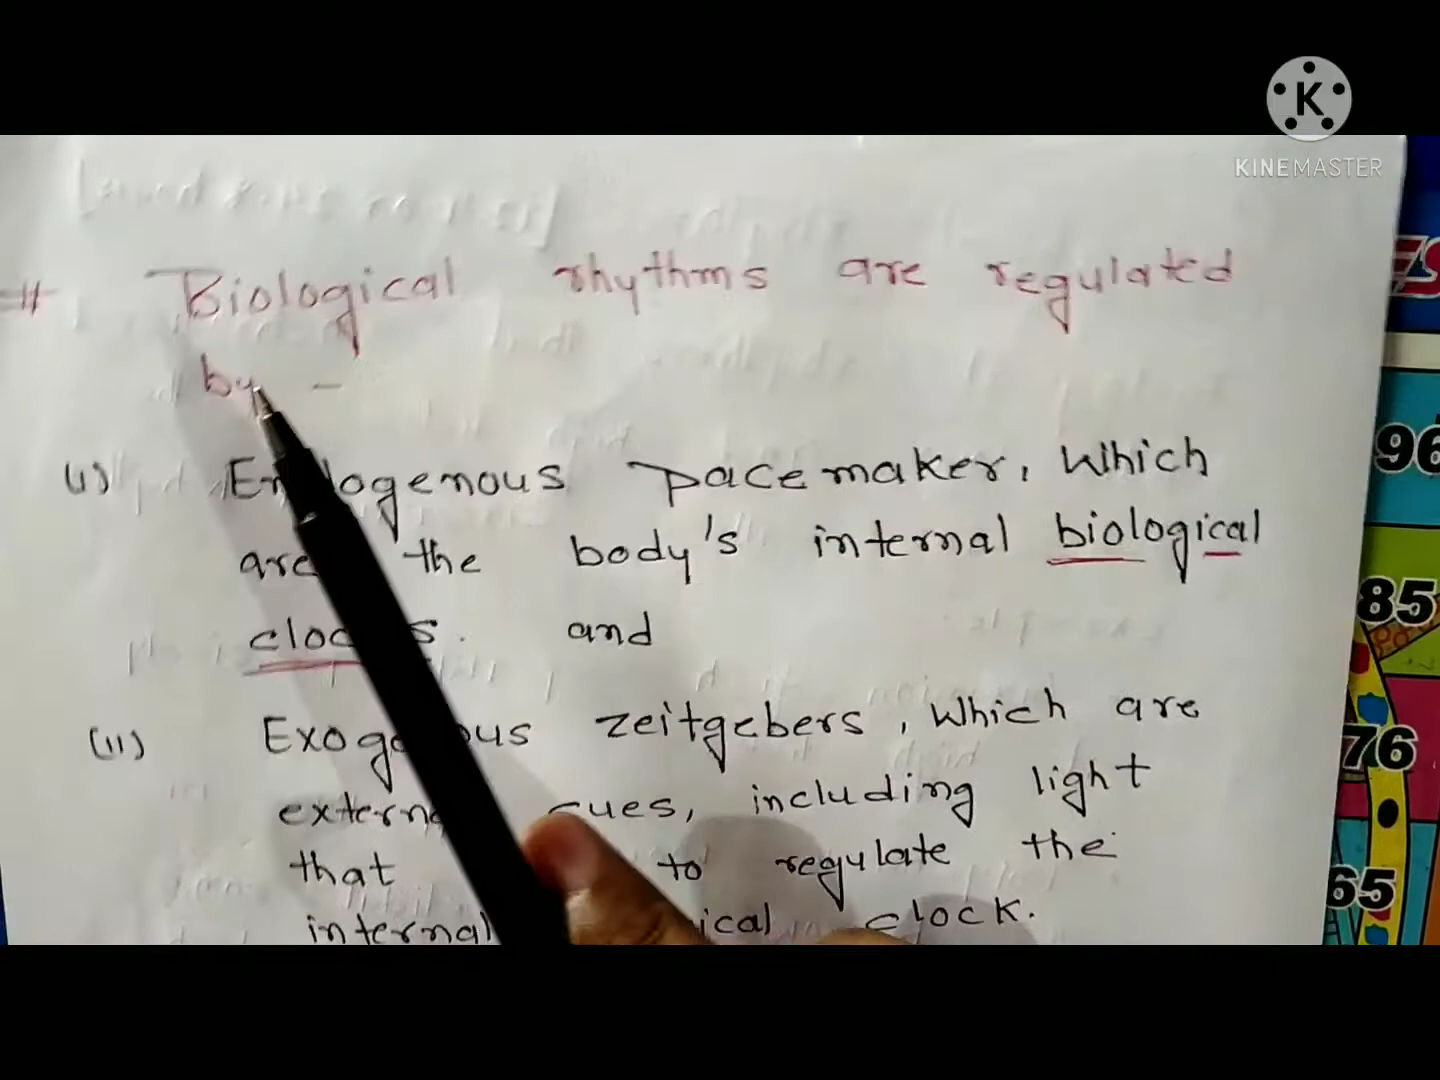 K
KINEMASTER
# Biological rhythms are regulated
by -
(i) Endogenous pacemaker, Which
are the body's internal biological
clocks. and
(ii) Exogenous zeitgebers, Which are
external cues, including light
that to regulate the
internal clock.
96
85
76
65